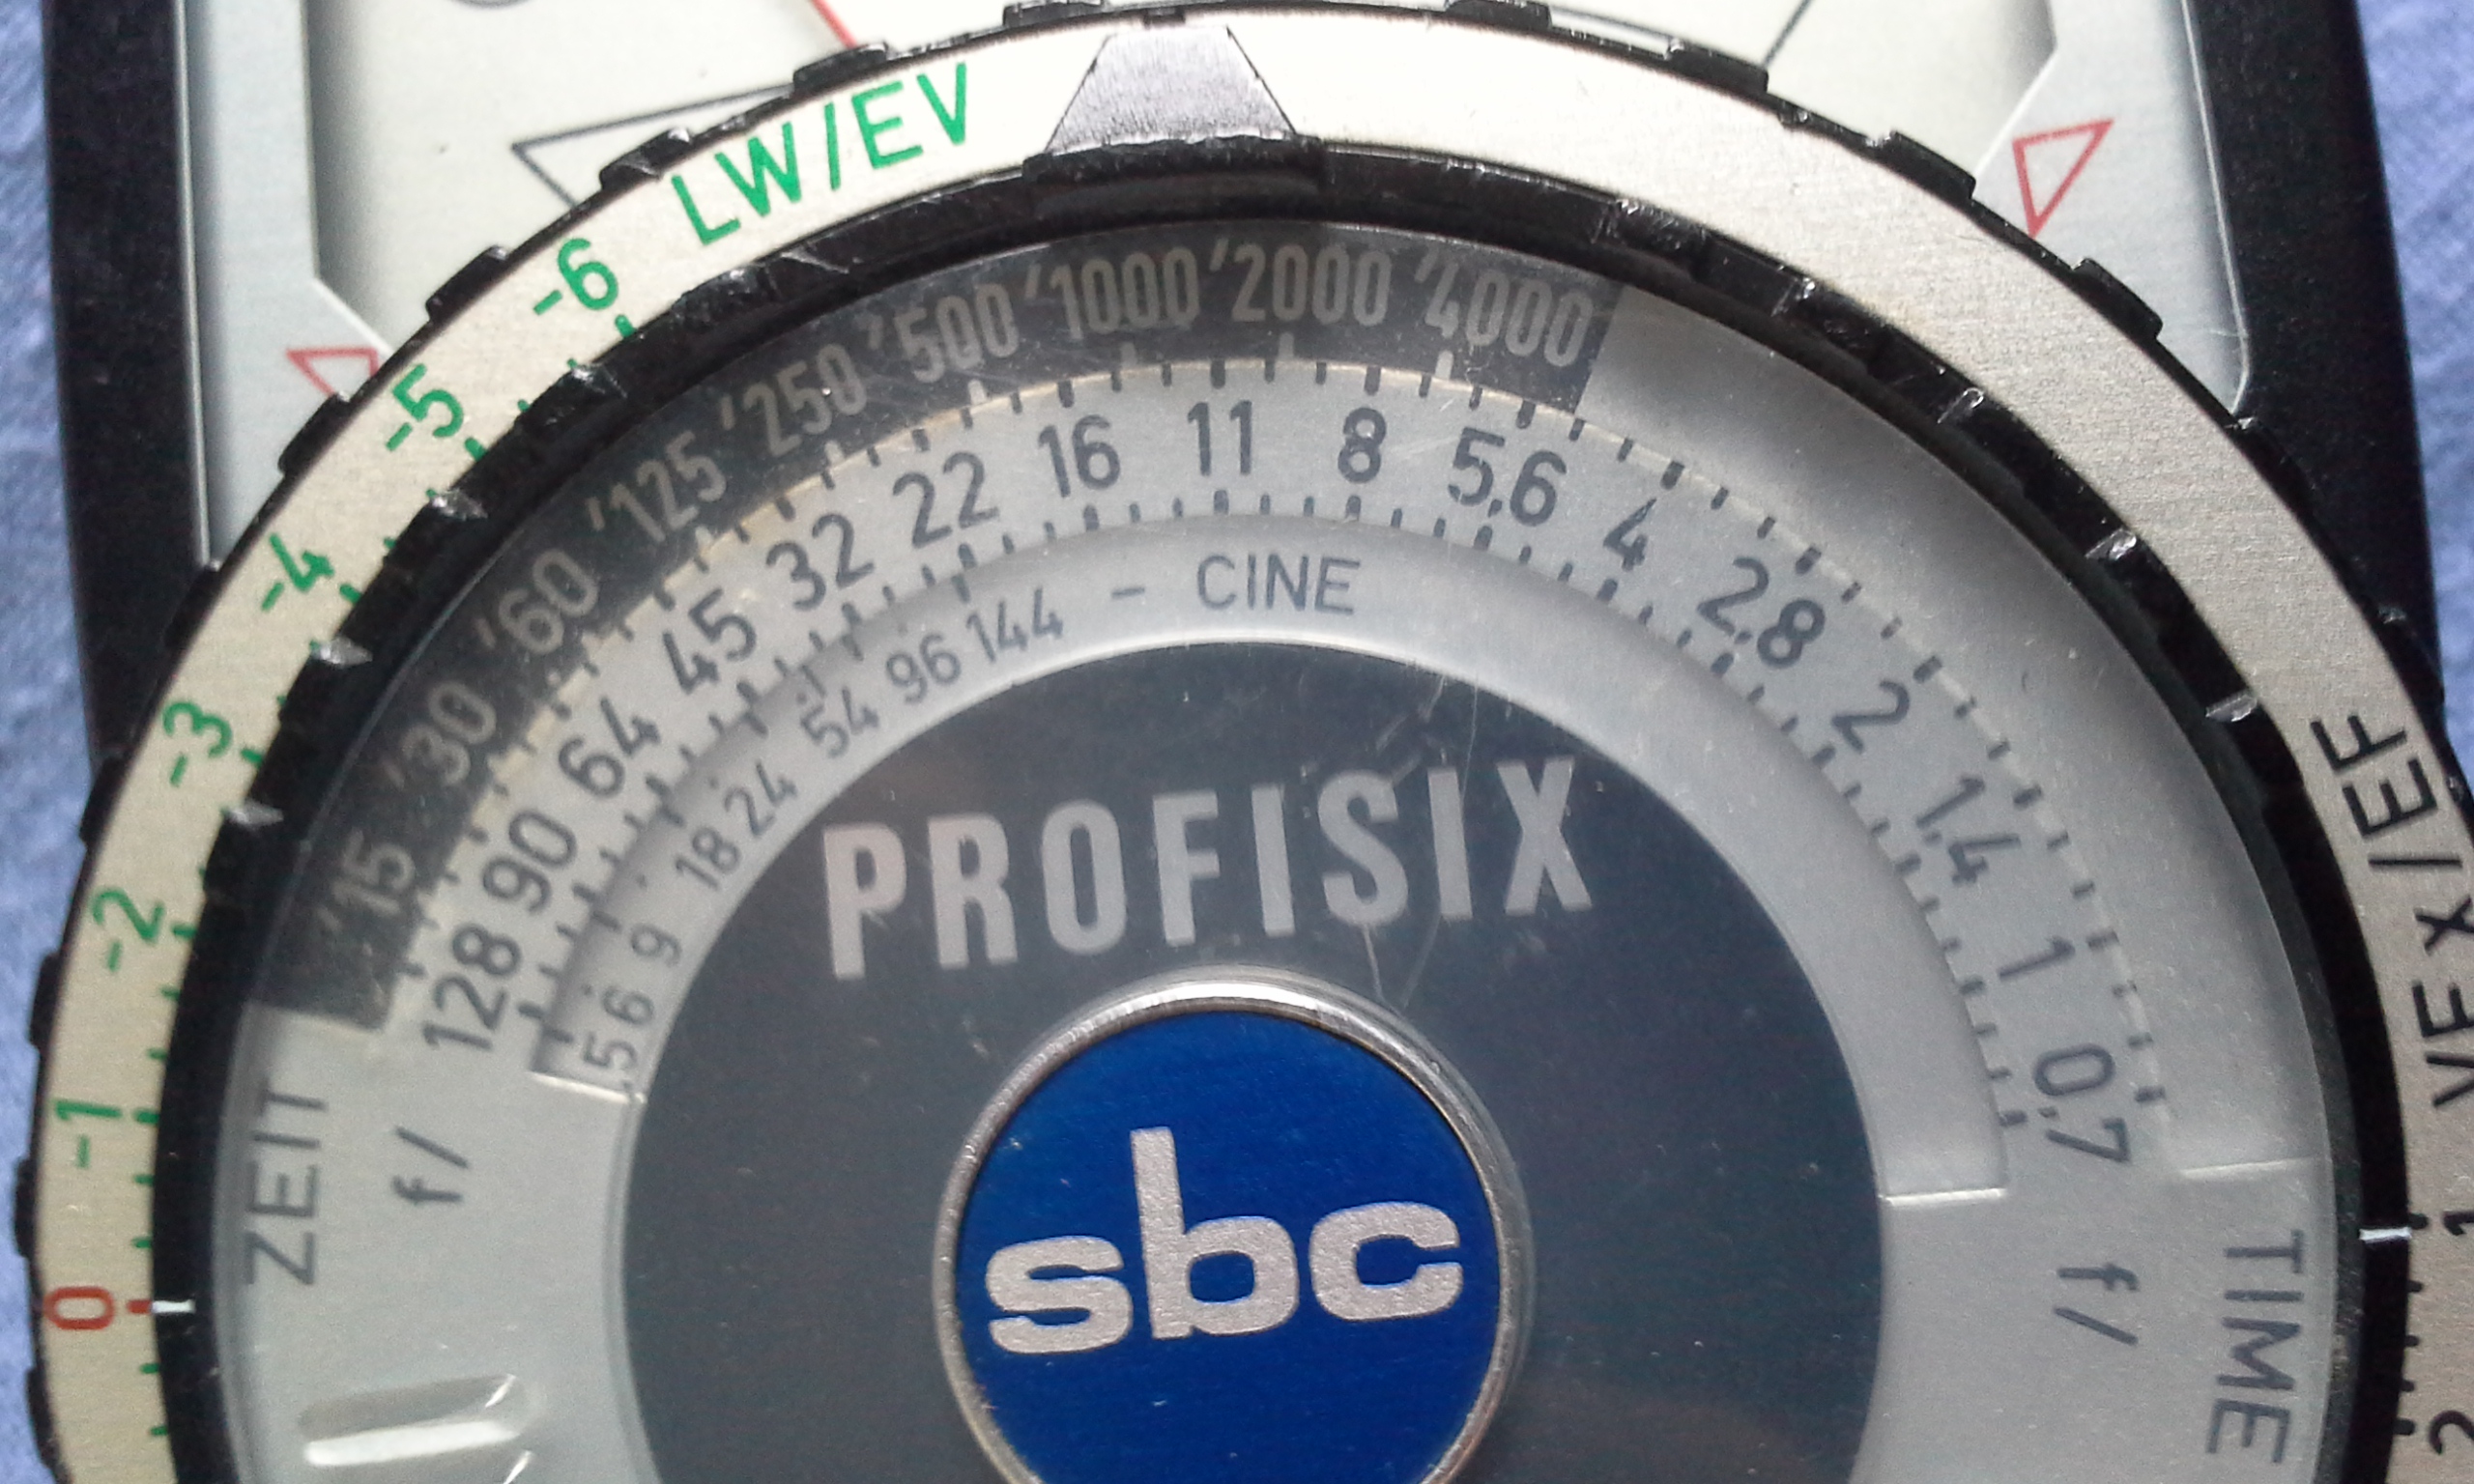 LW/EV
-6
-5
-4
-3
-2
-1
0
'15 '30 '60 '125 '250 '500 '1000 '2000 '4000
f/ 128 90 64 45 32 22 16 11 8 5,6 4 2,8 2 1,4 1 0,7 f/
6 9 18 24 54 96 144 - CINE
PROFISIX
sbc
ZEIT
TIME
/EF
1
2